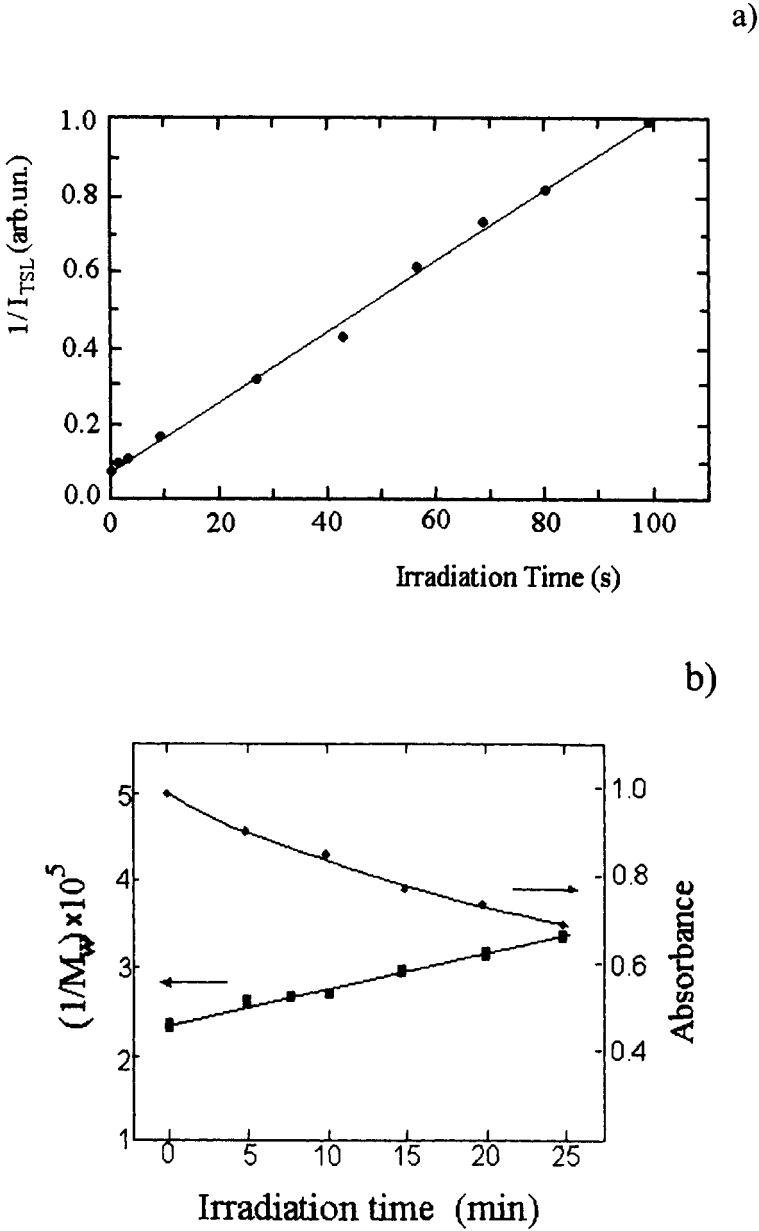 a)
1.0
0.8
0.6
0.4
0.2
0.0
1/I_TSL (arb.un.)
0 20 40 60 80 100
Irradiation Time (s)
b)
5
4
3
2
1
(1/M_w) ×10^5
1.0
0.8
0.6
0.4
Absorbance
0 5 10 15 20 25
Irradiation time (min)